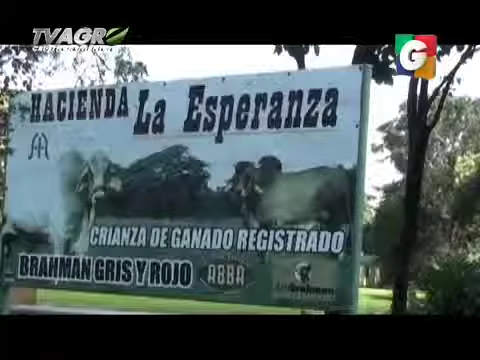 TVAGRO
G
HACIENDA La Esperanza
CRIANZA DE GANADO REGISTRADO
BRAHMAN GRIS Y ROJO
ABBA